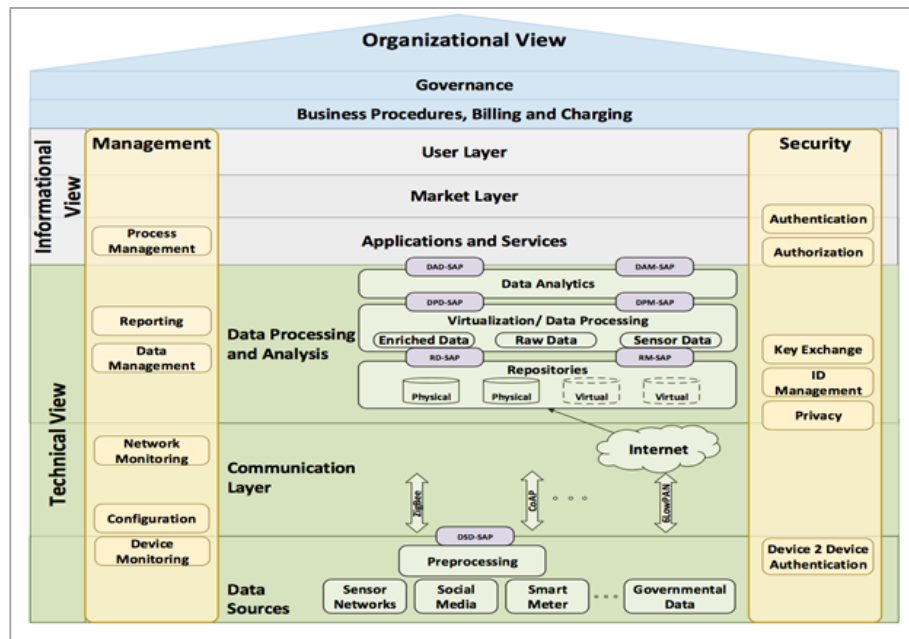 Organizational View
Governance
Business Procedures, Billing and Charging
Informational
View
Management
User Layer
Security
Market Layer
Authentication
Process
Management
Applications and Services
Authorization
Technical View
DAD-SAP
DAM-SAP
Data Analytics
DPD-SAP
DPM-SAP
Reporting
Data Processing
and Analysis
Virtualization/ Data Processing
Enriched Data
Raw Data
Sensor Data
Data
Management
Key Exchange
RD-SAP
RM-SAP
Repositories
ID
Management
Physical
Physical
Virtual
Virtual
Privacy
Network
Monitoring
Communication
Layer
Internet
ZigBee
CoAP
6LowPAN
Configuration
DSD-SAP
Device
Monitoring
Preprocessing
Device 2 Device
Authentication
Data
Sources
Sensor
Networks
Social
Media
Smart
Meter
Governmental
Data